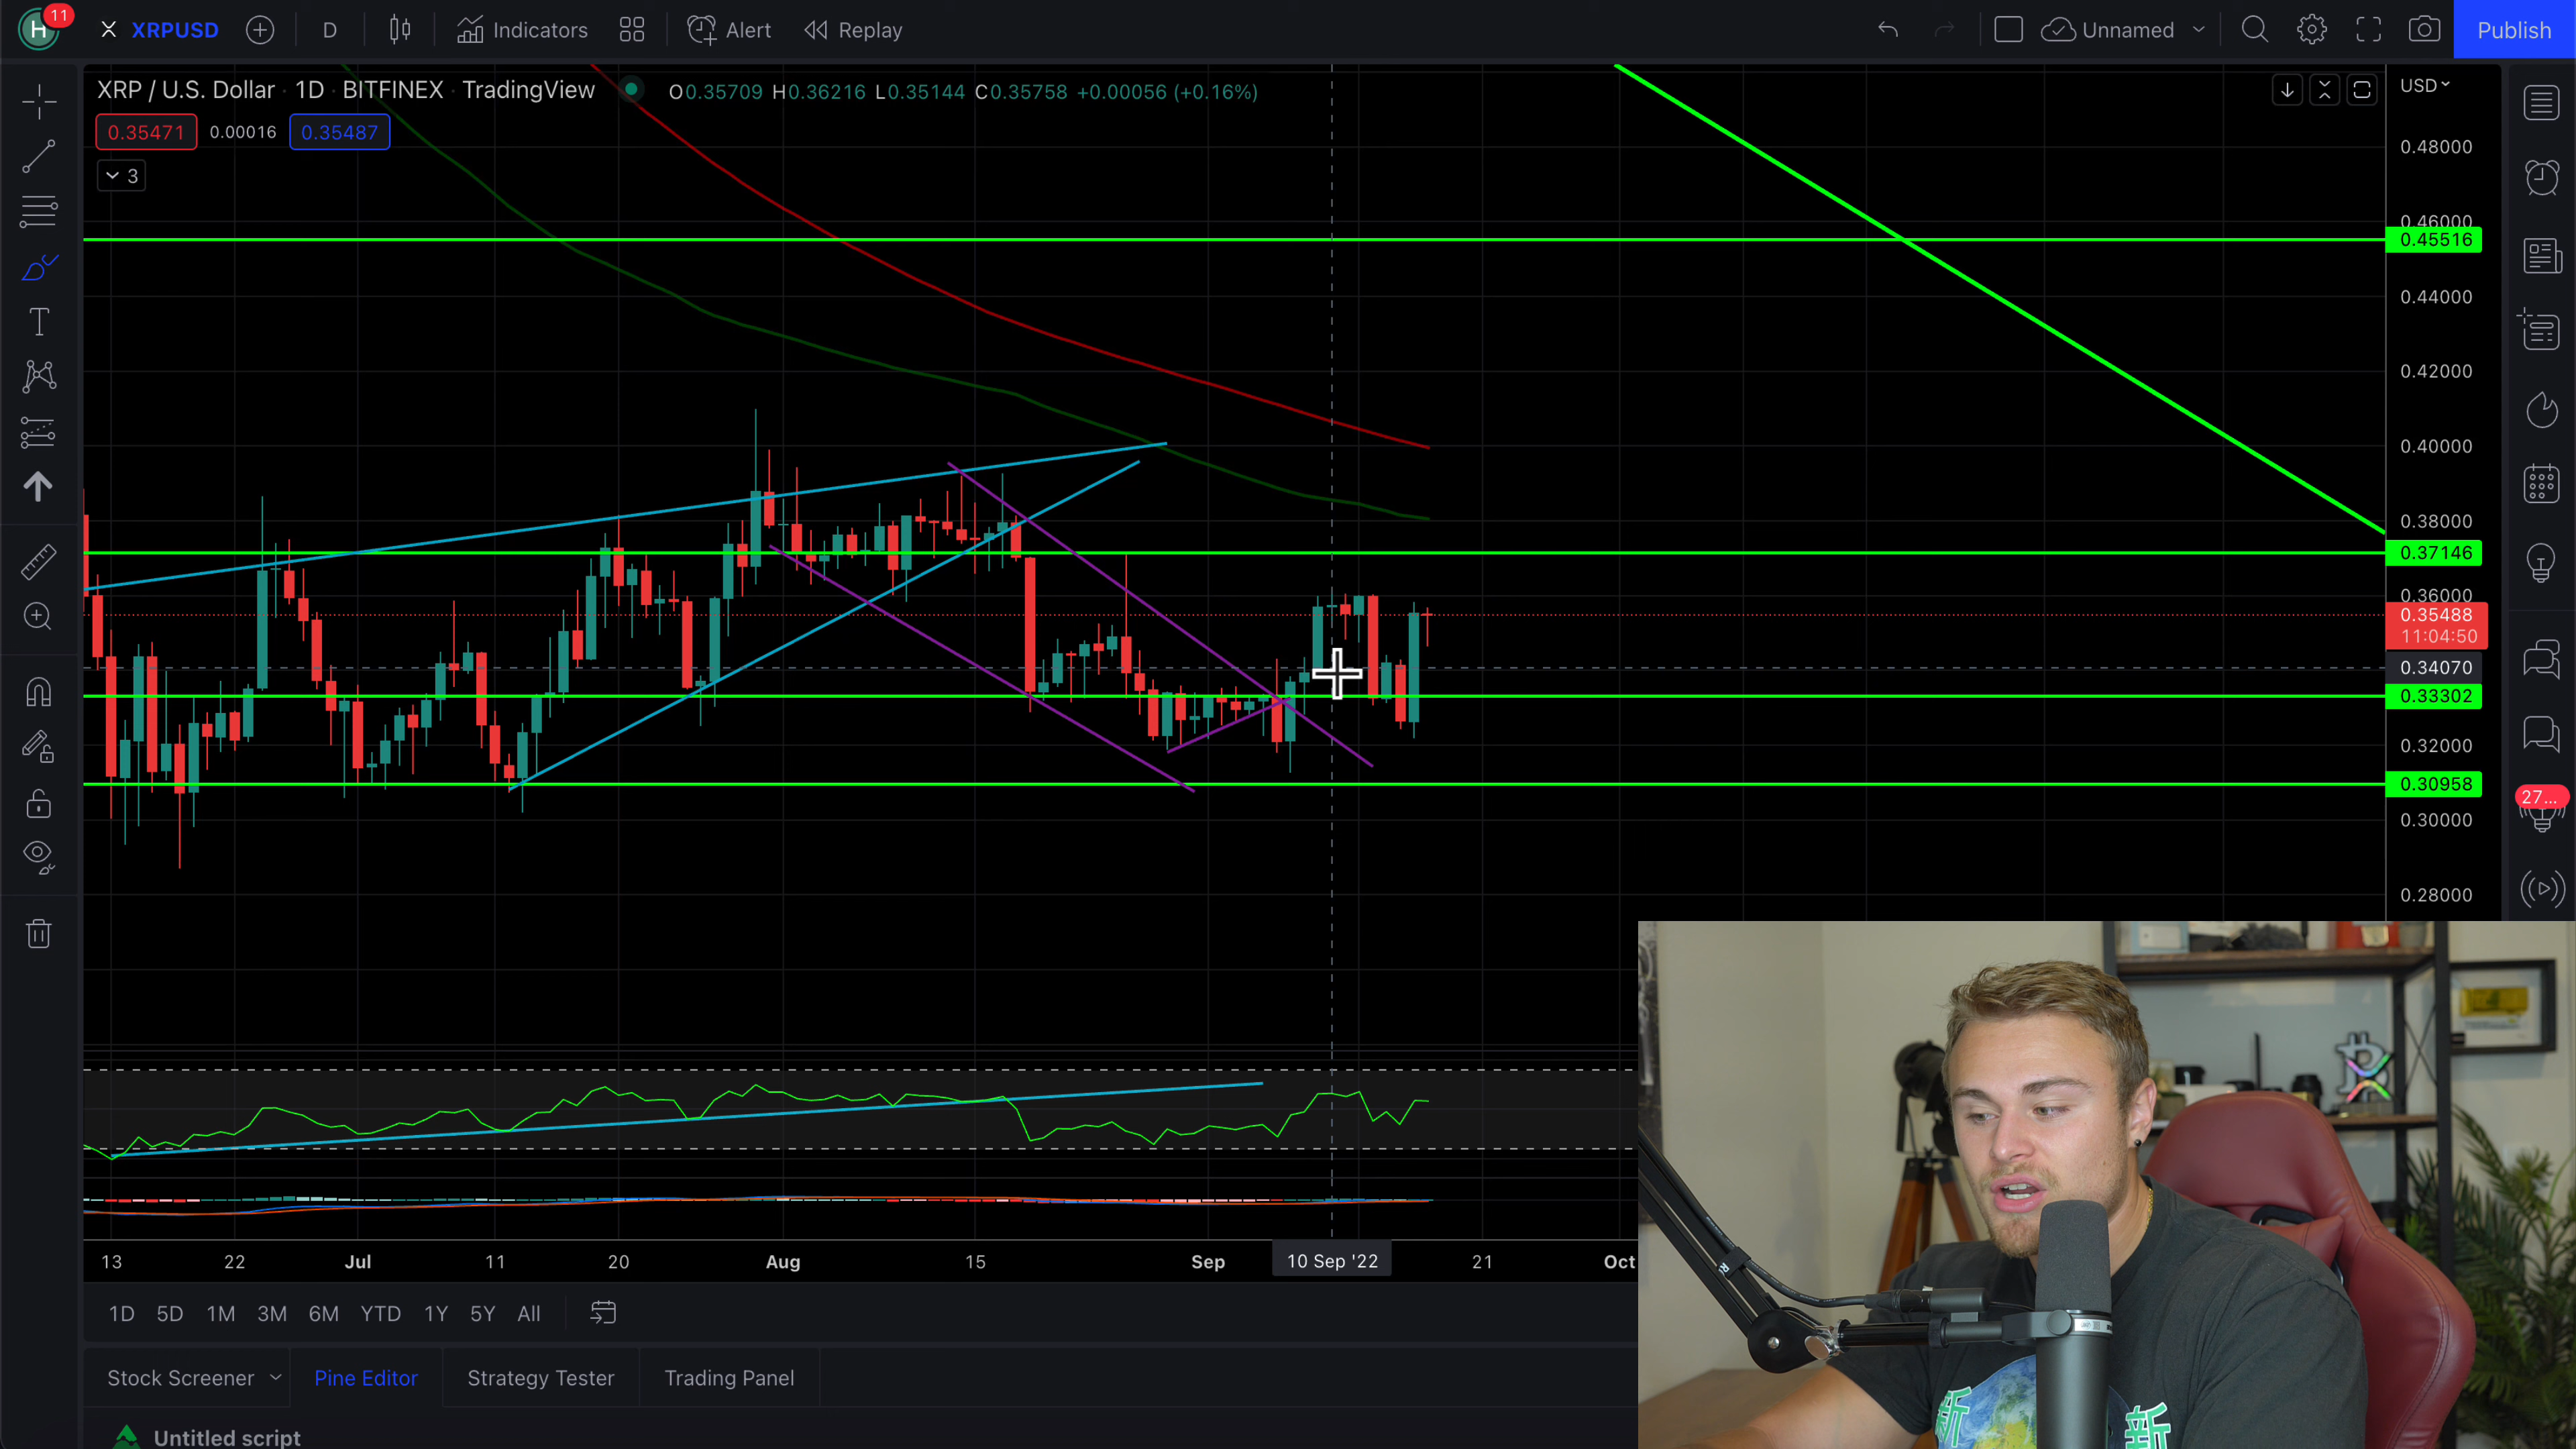 H 11 XRPUSD D Indicators Alert Replay Unnamed Publish
XRP / U.S. Dollar · 1D · BITFINEX · TradingView O0.35709 H0.36216 L0.35144 C0.35758 +0.00056 (+0.16%)
USD
0.35471 0.00016 0.35487
3
0.48000
0.46000
0.45516
0.44000
0.42000
0.40000
0.38000
0.37146
0.36000
0.35488
11:04:50
0.34070
0.33302
0.32000
0.30958
27...
0.30000
0.28000
13 22 Jul 11 20 Aug 15 Sep 10 Sep '22 21 Oct
1D 5D 1M 3M 6M YTD 1Y 5Y All
Stock Screener Pine Editor Strategy Tester Trading Panel
Untitled script
新 新